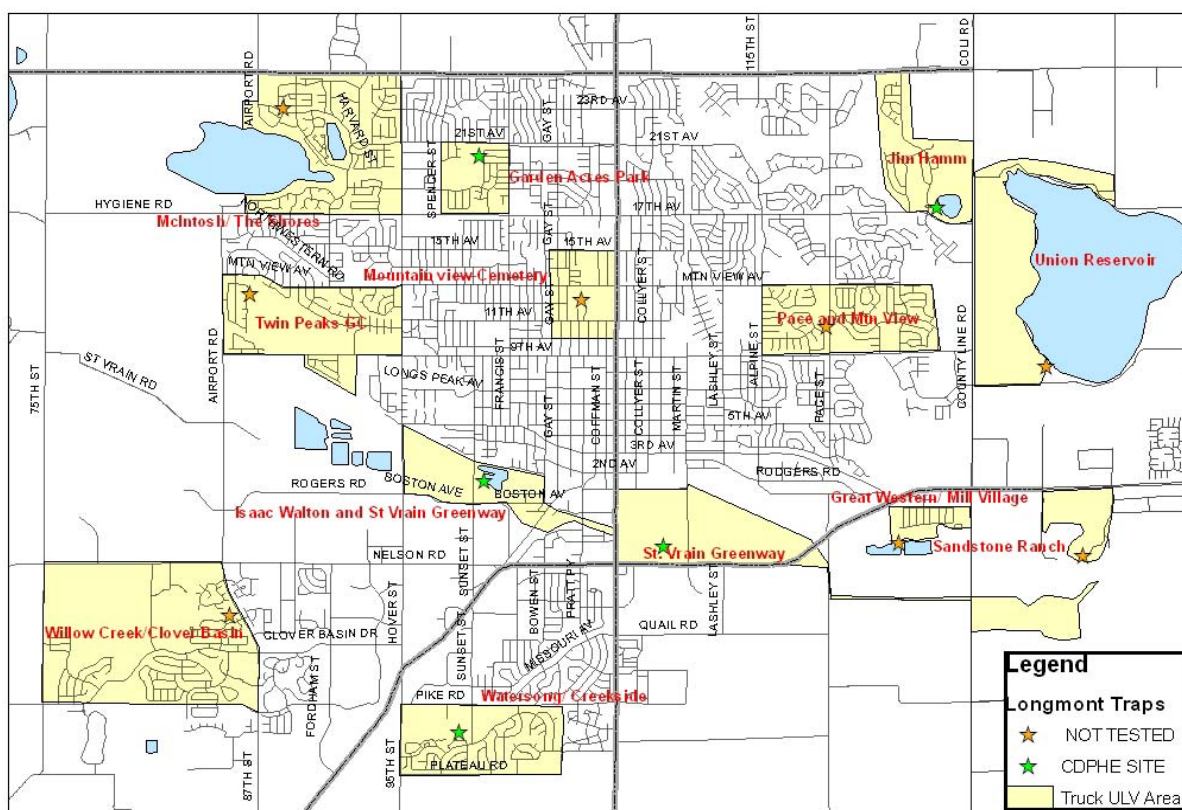 AIRPORT RD
115TH ST
COLI RD
HARVARD ST
23RD AV
GAY ST
21ST AV
21ST AV
SPENCER ST
Garden Acres Park
Jim Hamm
HYGIENE RD
17TH AV
McIntosh/ The Shores
NORTHWESTERN RD
15TH AV
GAY ST
15TH AV
MTN VIEW AV
Mountain view Cemetery
MTN VIEW AV
Union Reservoir
COLLYER ST
11TH AV
GAY ST
Twin Peaks GC
Pace and Mtn View
9TH AV
COUNTY LINE RD
ST VRAIN RD
75TH ST
AIRPORT RD
LONGS PEAK AV
FRANCIS ST
GAY ST
COFFMAN ST
COLLYER ST
MARTIN ST
LASHLEY ST
ALPINE ST
PACE ST
5TH AV
3RD AV
2ND AV
RODGERS RD
ROGERS RD
BOSTON AVE
BOSTON AV
Great Western/ Mill Village
Isaac Walton and St Vrain Greenway
NELSON RD
SUNSET ST
St. Vrain Greenway
Sandstone Ranch
BOWEN ST
PRATT PY
LASHLEY ST
Willow Creek/Clover Basin
CLOVER BASIN DR
HOVER ST
SUNSET ST
MISSOURI AV
QUAIL RD
FORDHAM ST
PIKE RD
Watersong/ Creekside
87TH ST
95TH ST
PLATEAU RD
Legend
Longmont Traps
NOT TESTED
CDPHE SITE
Truck ULV Area